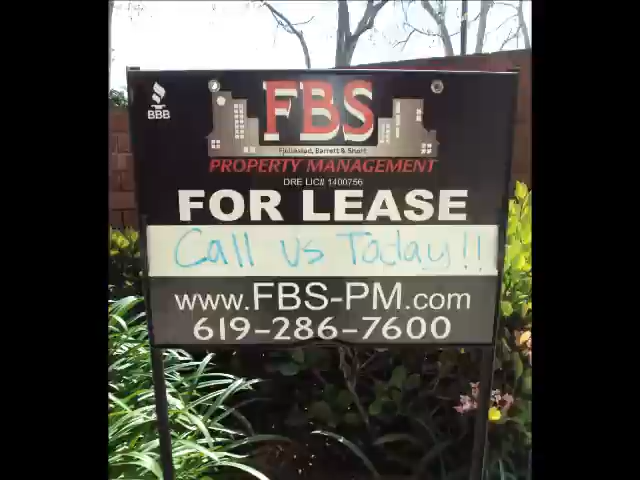 BBB
FBS
Fjellestad, Barrett & Short
PROPERTY MANAGEMENT
DRE LIC# 1400756
FOR LEASE
Call us Today!!
www.FBS-PM.com
619-286-7600